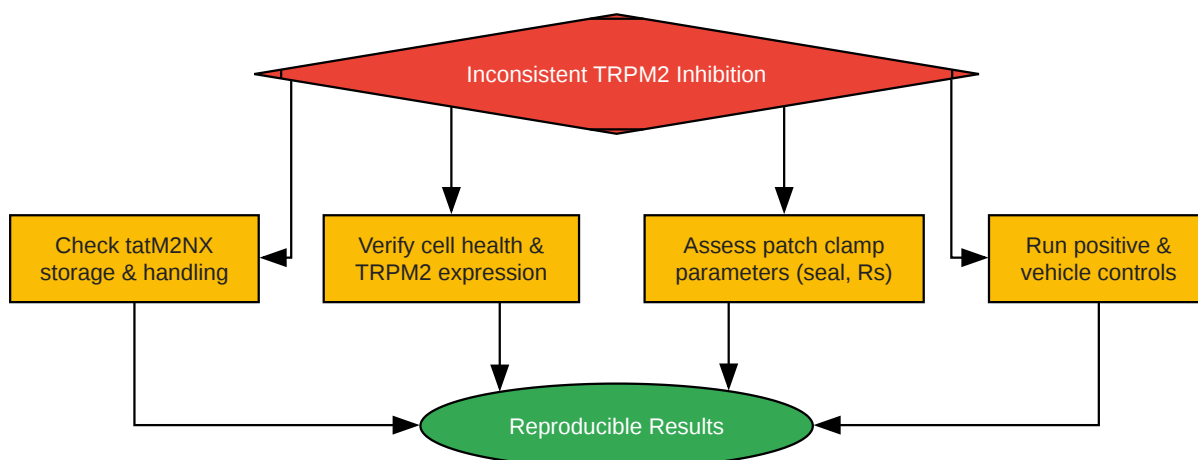 Inconsistent TRPM2 Inhibition
Check tatM2NX
storage & handling
Verify cell health &
TRPM2 expression
Assess patch clamp
parameters (seal, Rs)
Run positive &
vehicle controls
Reproducible Results